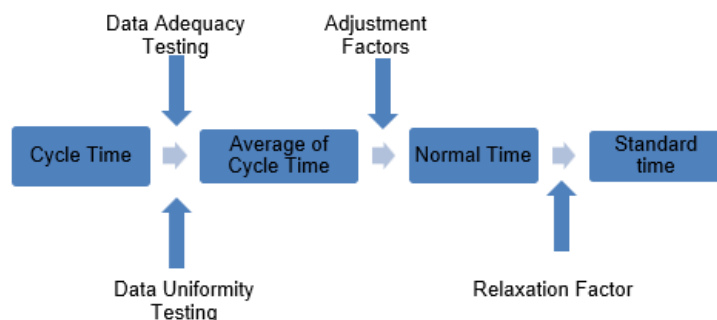 Data Adequacy
Testing
Adjustment
Factors
Cycle Time
Average of
Cycle Time
Normal Time
Standard
time
Data Uniformity
Testing
Relaxation Factor